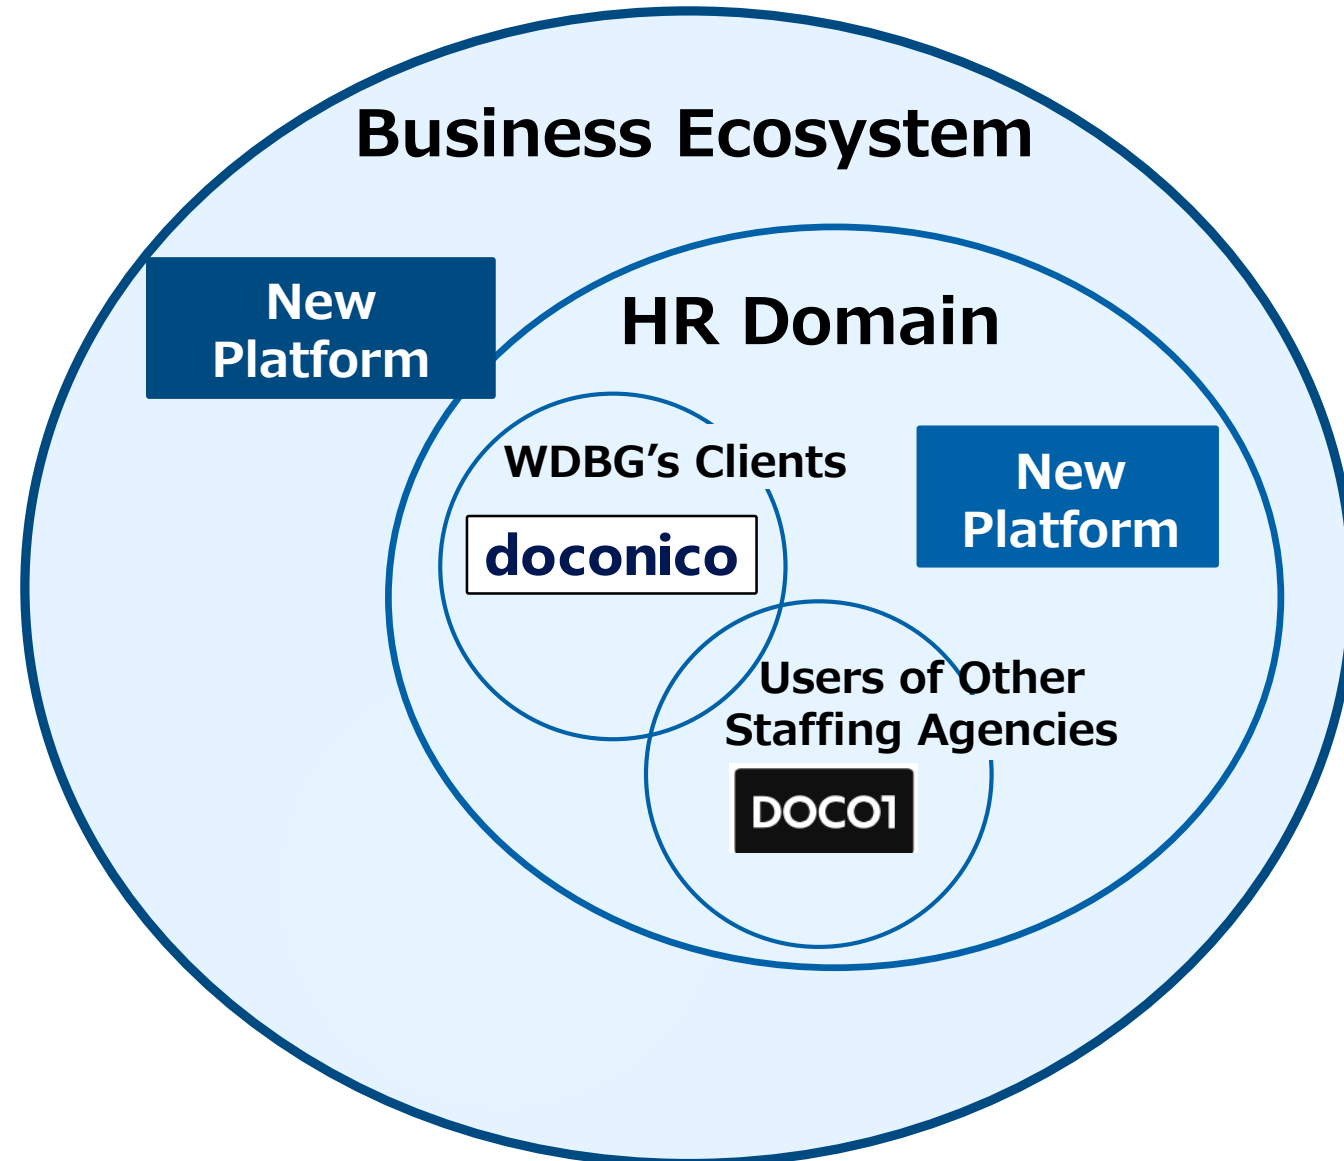 Business Ecosystem
New
Platform
HR Domain
WDBG’s Clients
doconico
New
Platform
Users of Other
Staffing Agencies
DOCO1